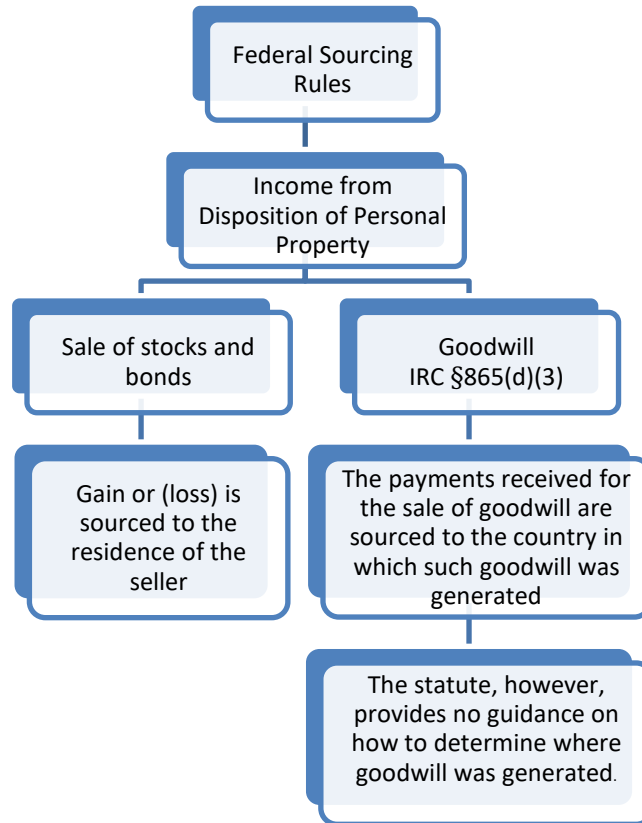 Federal Sourcing
Rules
Income from
Disposition of Personal
Property
Sale of stocks and
bonds
Goodwill
IRC §865(d)(3)
Gain or (loss) is
sourced to the
residence of the
seller
The payments received for
the sale of goodwill are
sourced to the country in
which such goodwill was
generated
The statute, however,
provides no guidance on
how to determine where
goodwill was generated.